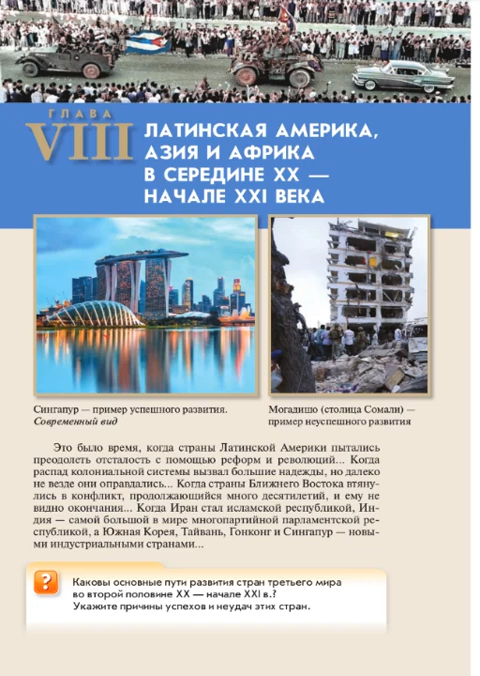 ГЛАВА
VIII
ЛАТИНСКАЯ АМЕРИКА,
АЗИЯ И АФРИКА
В СЕРЕДИНЕ XX —
НАЧАЛЕ XXI ВЕКА
Сингапур — пример успешного развития.
Современный вид
Могадишо (столица Сомали) —
пример неуспешного развития
Это было время, когда страны Латинской Америки пытались
преодолеть отсталость с помощью реформ и революций... Когда
распад колониальной системы вызвал большие надежды, но далеко
не везде они оправдались... Когда страны Ближнего Востока втяну-
лись в конфликт, продолжающийся много десятилетий, и ему не
видно окончания... Когда Иран стал исламской республикой, Ин-
дия — самой большой в мире многопартийной парламентской ре-
спубликой, а Южная Корея, Тайвань, Гонконг и Сингапур — новы-
ми индустриальными странами...
?
Каковы основные пути развития стран третьего мира
во второй половине XX — начале XXI в.?
Укажите причины успехов и неудач этих стран.